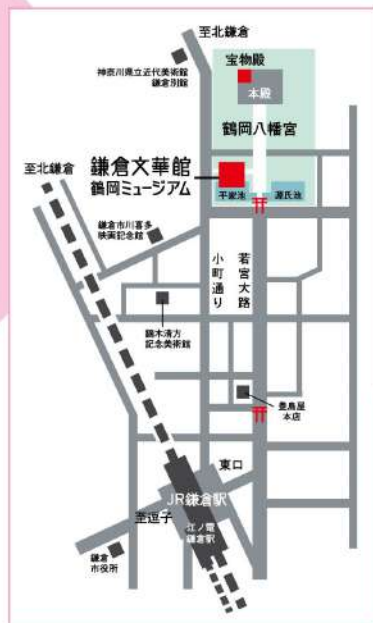 至北鎌倉
神奈川県立近代美術館
鎌倉別館
宝物殿
本殿
鶴岡八幡宮
至北鎌倉
鎌倉文華館
鶴岡ミュージアム
平家池
源氏池
鎌倉市川喜多
映画記念館
小町通り
若宮大路
鏑木清方
記念美術館
豊島屋
本店
東口
JR鎌倉駅
至逗子
江ノ電
鎌倉駅
鎌倉
市役所